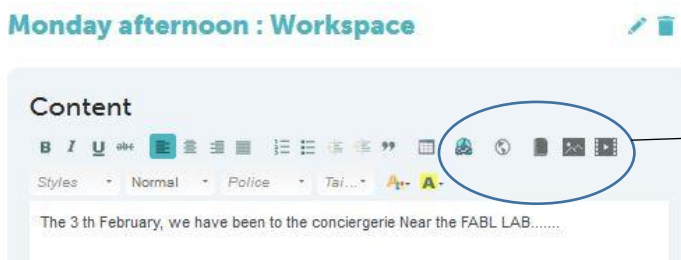 Monday afternoon : Workspace
Content
B I U abc
Styles Normal Police Tai... A A
The 3 th February, we have been to the conciergerie Near the FABL LAB.......